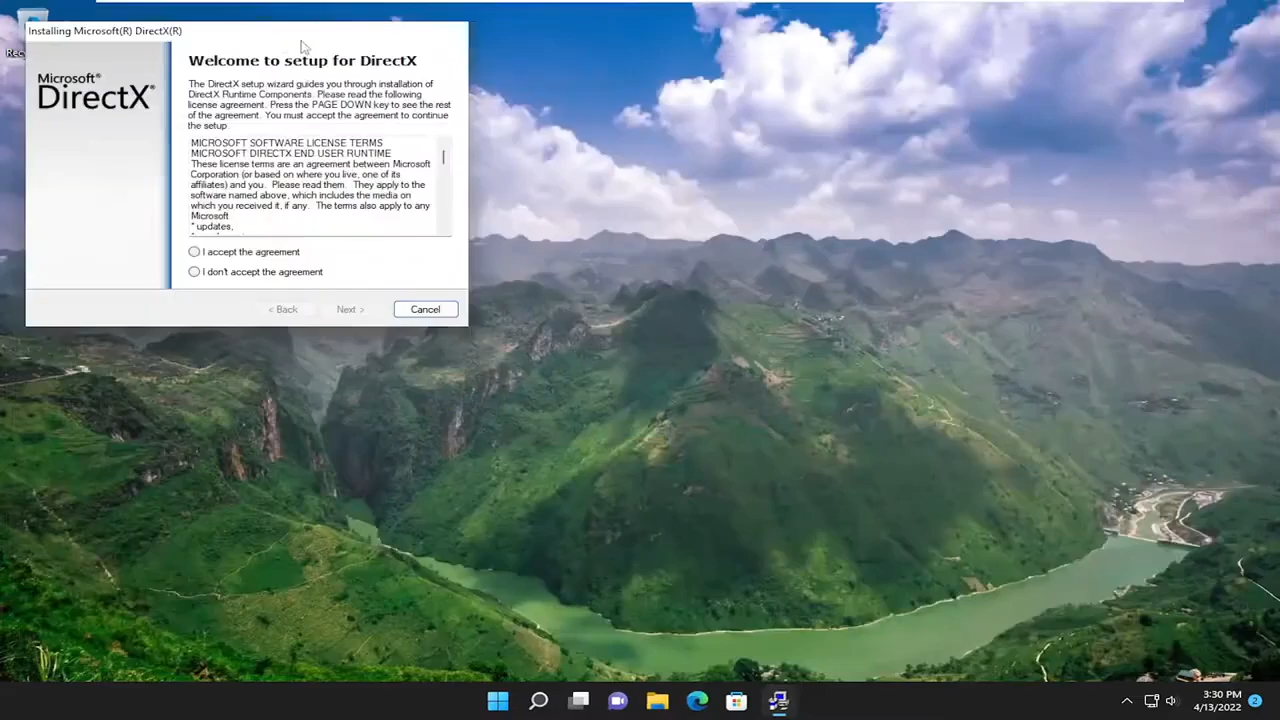 Installing Microsoft(R) DirectX(R)
Microsoft®
DirectX®
Welcome to setup for DirectX
The DirectX setup wizard guides you through installation of
DirectX Runtime Components. Please read the following
license agreement. Press the PAGE DOWN key to see the rest
of the agreement. You must accept the agreement to continue
the setup.
MICROSOFT SOFTWARE LICENSE TERMS
MICROSOFT DIRECTX END USER RUNTIME
These license terms are an agreement between Microsoft
Corporation (or based on where you live, one of its
affiliates) and you. Please read them. They apply to the
software named above, which includes the media on
which you received it, if any. The terms also apply to any
Microsoft
* updates,
I accept the agreement
I don't accept the agreement
< Back
Next >
Cancel
3:30 PM
4/13/2022
2